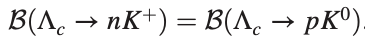 ℬ(Λ_c → nK⁺) = ℬ(Λ_c → pK⁰).